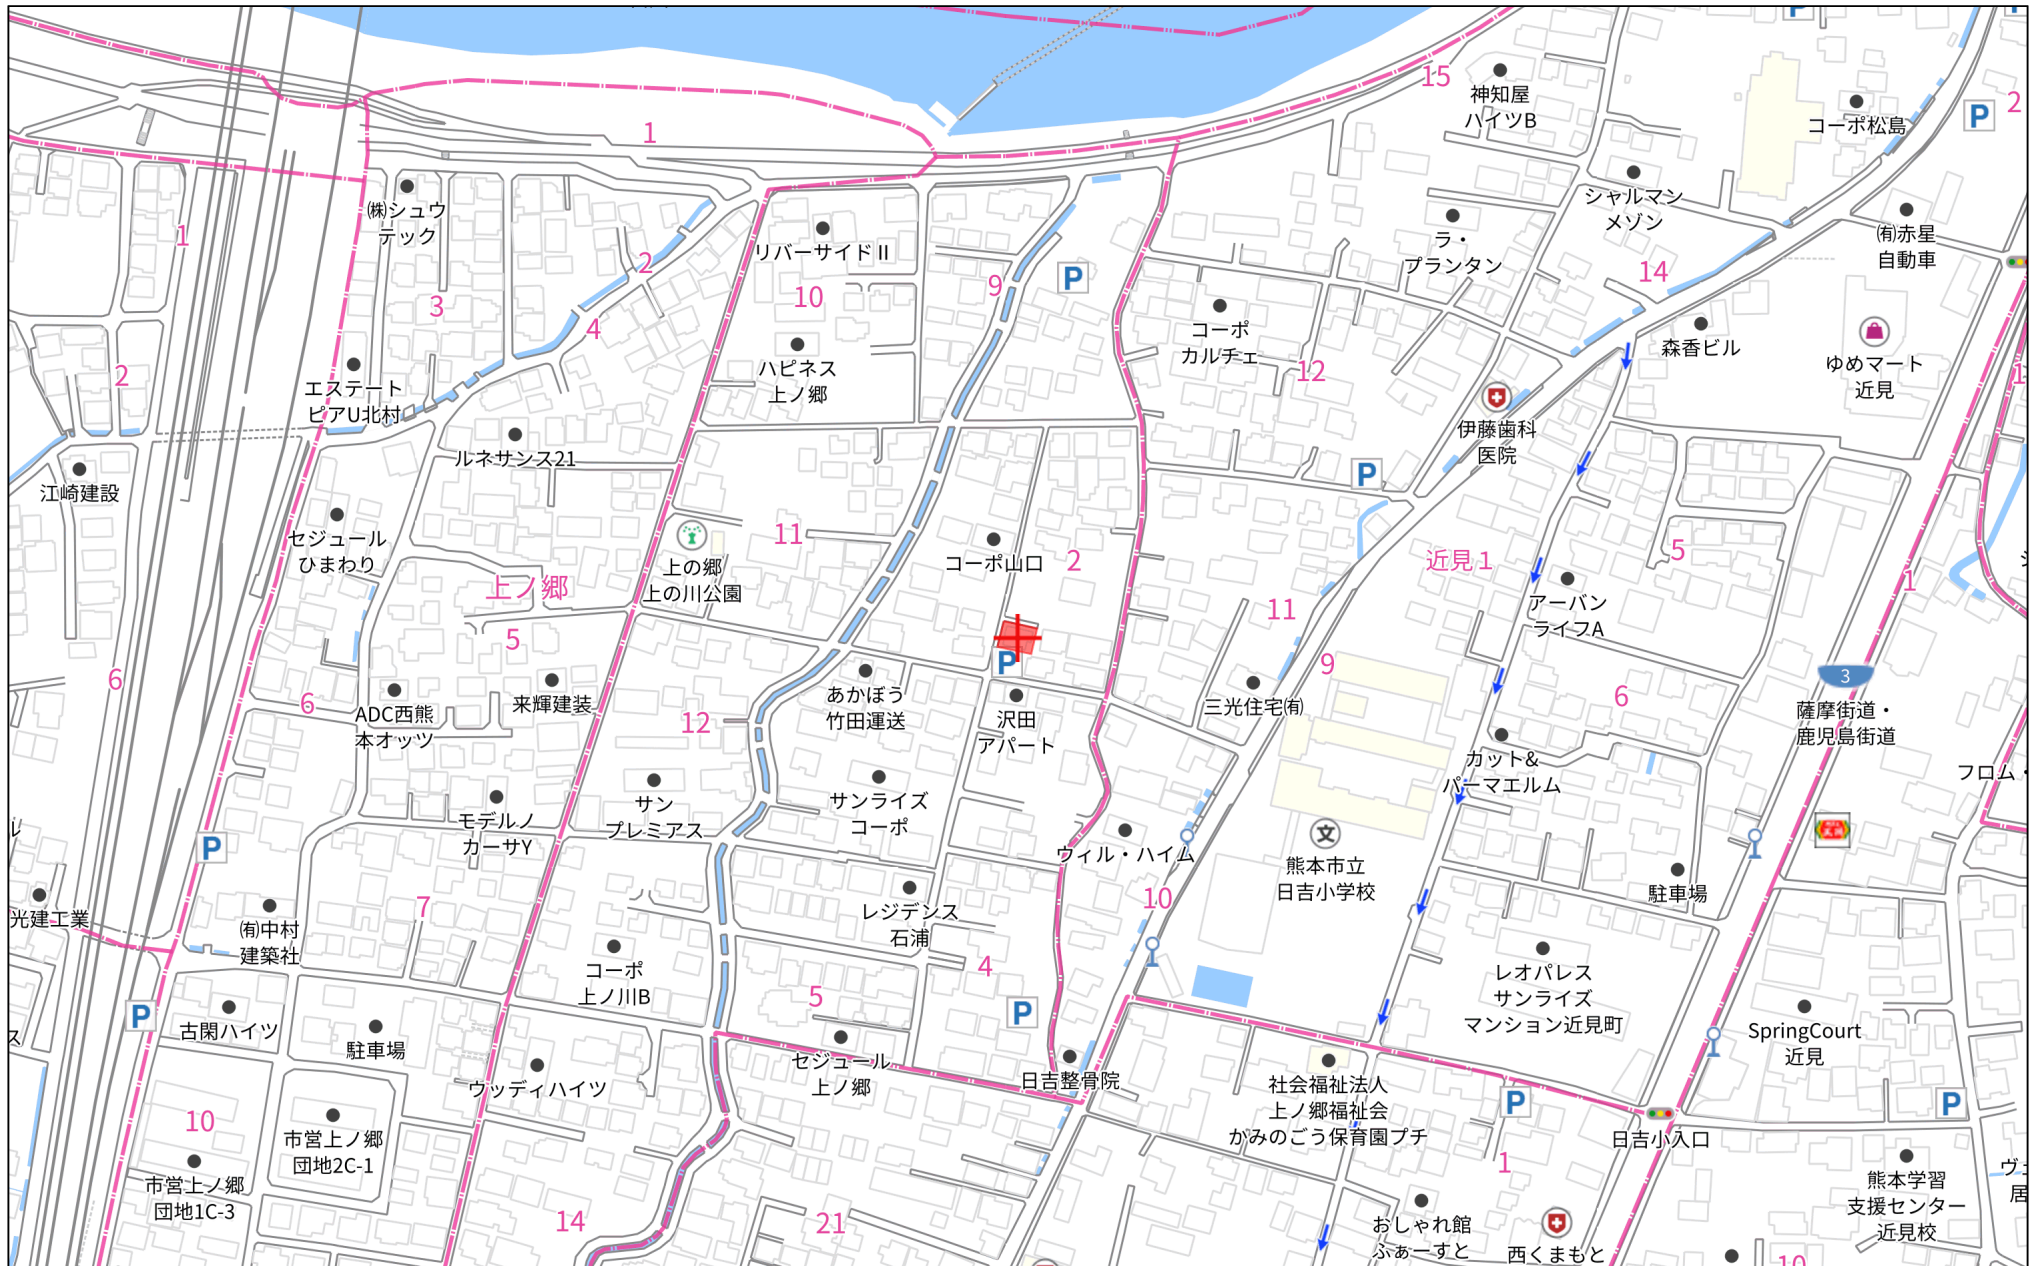 15
神知屋
ハイツB
コーポ松島
P
2
1
㈱シュウ
テック
シャルマン
メゾン
㈲赤星
自動車
1
リバーサイドⅡ
ラ・
プランタン
2
9
P
14
3
10
コーポ
カルチェ
4
森香ビル
ゆめマート
近見
ハピネス
上ノ郷
12
2
エステート
ピアU北村
伊藤歯科
医院
ルネサンス21
P
江崎建設
セジュール
ひまわり
11
コーポ山口
2
近見1
5
1
上の郷
上の川公園
上ノ郷
アーバン
ライフA
11
5
P
9
3
6
6
6
ADC西熊
本オッツ
来輝建装
12
あかぼう
竹田運送
沢田
アパート
三光住宅㈲
薩摩街道・
鹿児島街道
カット&
パーマエルム
フロム・
サン
プレミアス
サンライズ
コーポ
モデルノ
カーサY
P
ウィル・ハイム
文
熊本市立
日吉小学校
駐車場
光建工業
7
㈲中村
建築社
レジデンス
石浦
10
コーポ
上ノ川B
4
5
レオパレス
サンライズ
マンション近見町
P
古閑ハイツ
P
駐車場
SpringCourt
近見
セジュール
上ノ郷
日吉整骨院
ウッディハイツ
社会福祉法人
上ノ郷福祉会
かみのごう保育園プチ
P
P
10
市営上ノ郷
団地2C-1
日吉小入口
市営上ノ郷
団地1C-3
1
熊本学習
支援センター
近見校
14
21
おしゃれ館
ふぁーすと
西くまもと